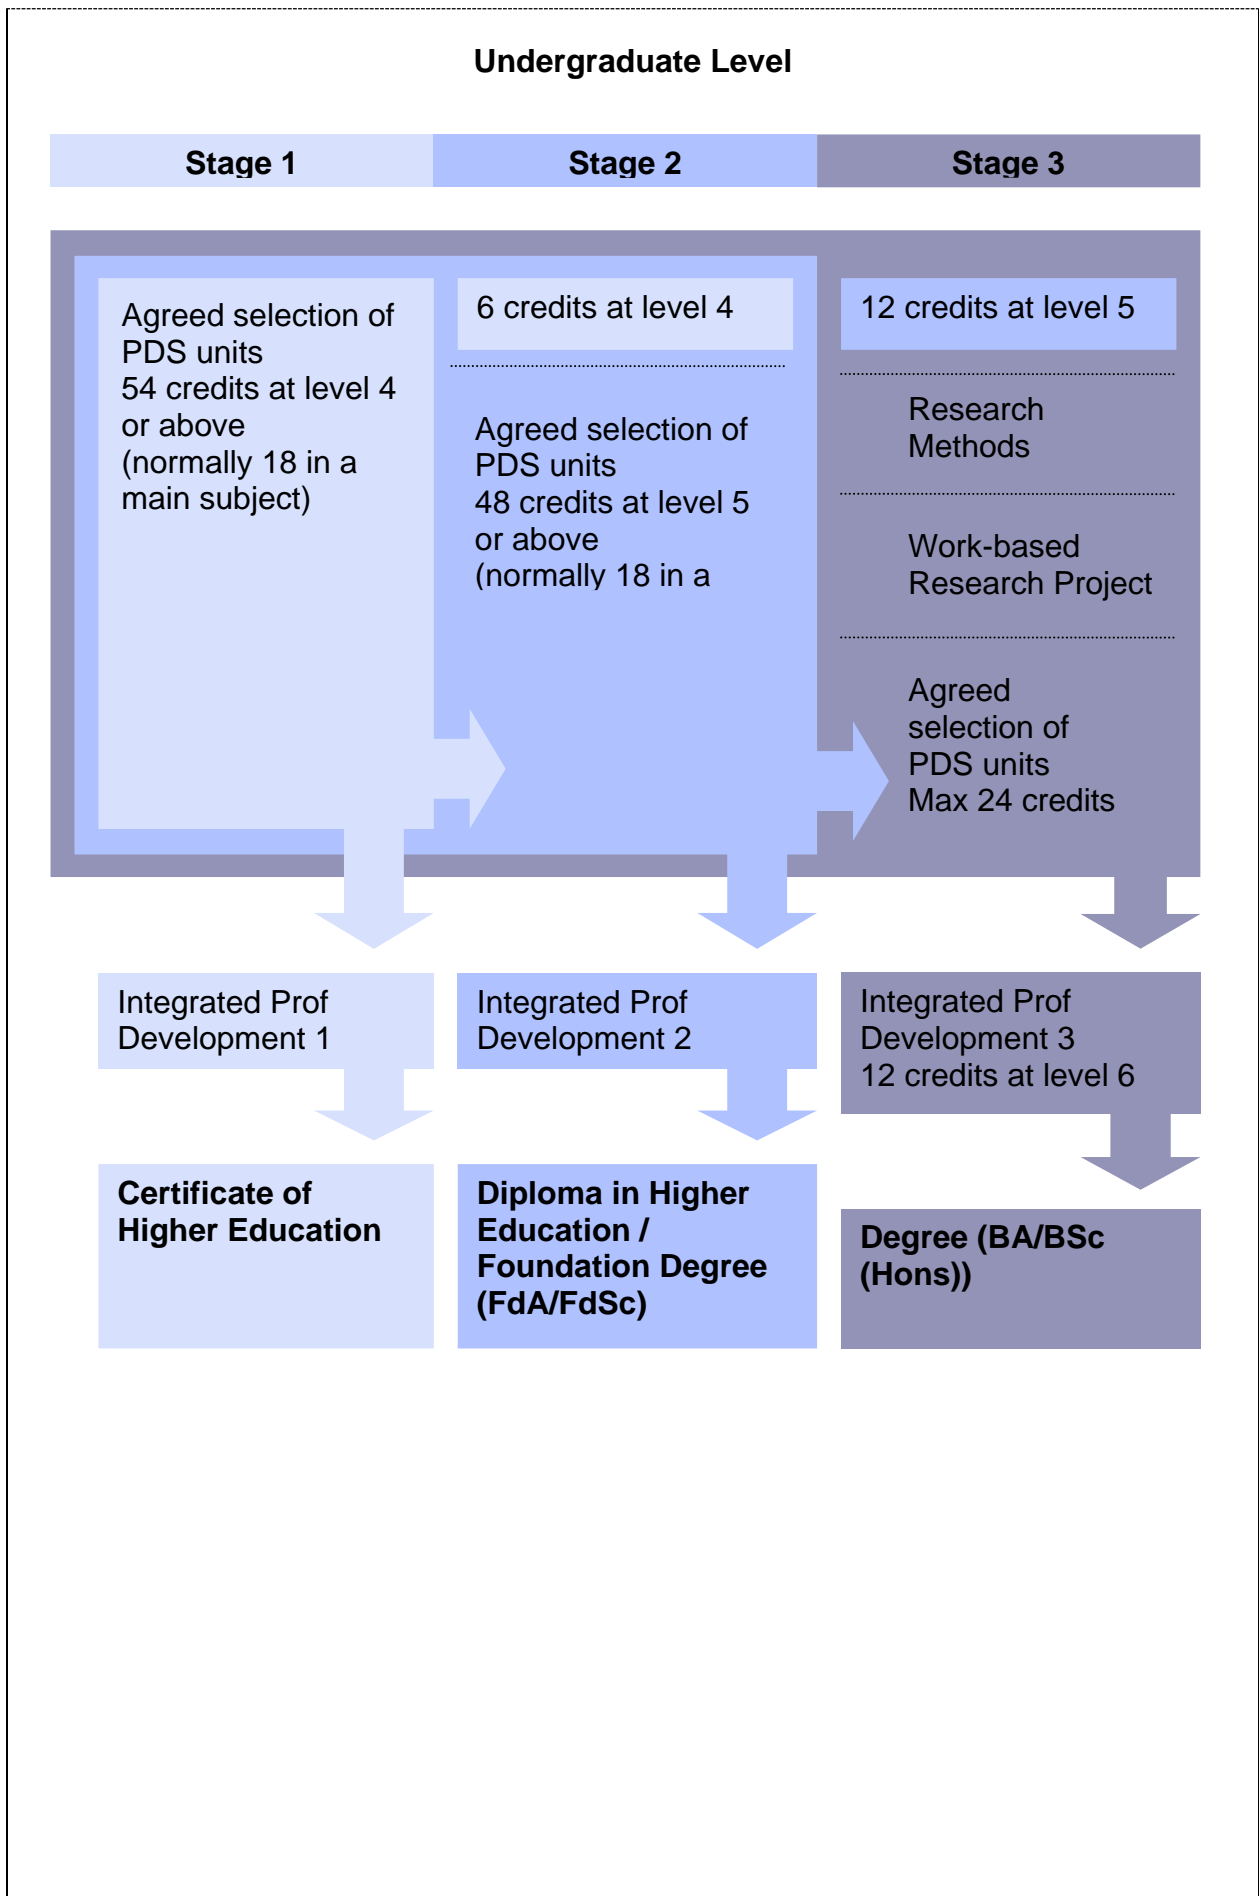 Undergraduate Level
Stage 1
Stage 2
Stage 3
Agreed selection of
PDS units
54 credits at level 4
or above
(normally 18 in a
main subject)
6 credits at level 4
Agreed selection of
PDS units
48 credits at level 5
or above
(normally 18 in a
12 credits at level 5
Research
Methods
Work-based
Research Project
Agreed
selection of
PDS units
Max 24 credits
Integrated Prof
Development 1
Integrated Prof
Development 2
Integrated Prof
Development 3
12 credits at level 6
Certificate of
Higher Education
Diploma in Higher
Education /
Foundation Degree
(FdA/FdSc)
Degree (BA/BSc
(Hons))